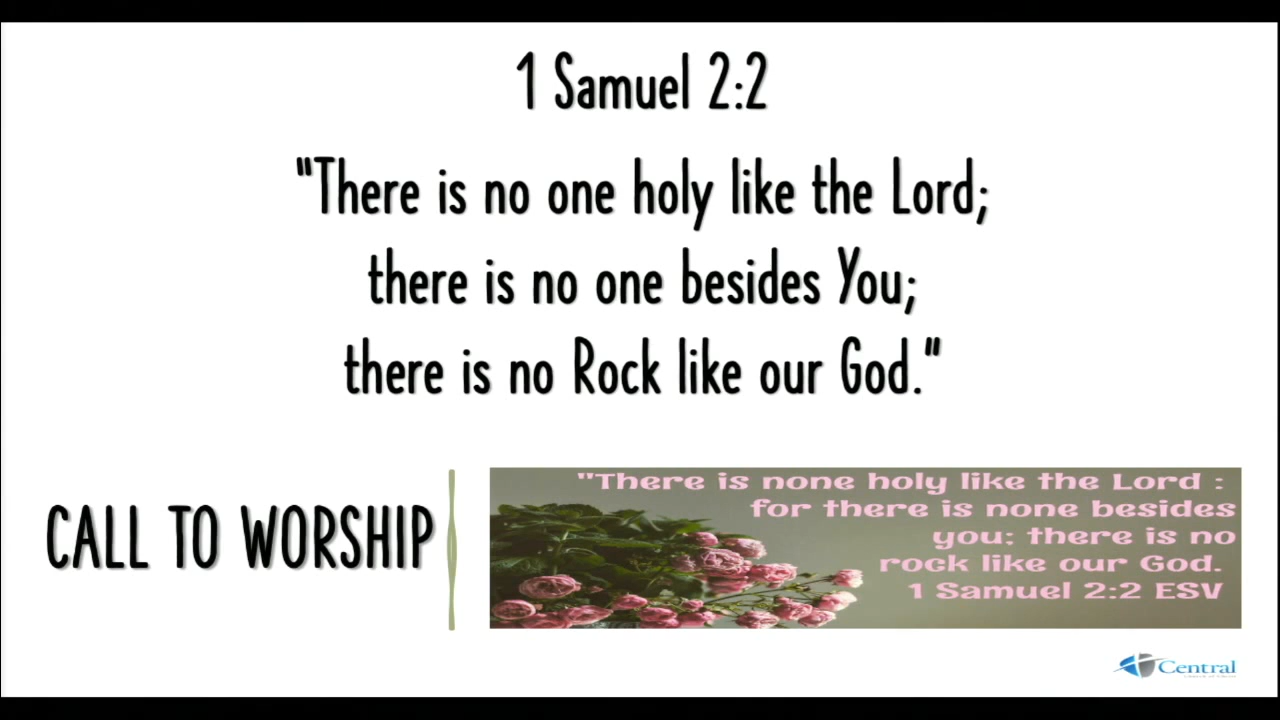 1 Samuel 2:2
"There is no one holy like the Lord;
there is no one besides You;
there is no Rock like our God."
CALL TO WORSHIP
"There is none holy like the Lord :
for there is none besides
you; there is no
rock like our God.
1 Samuel 2:2 ESV
Central